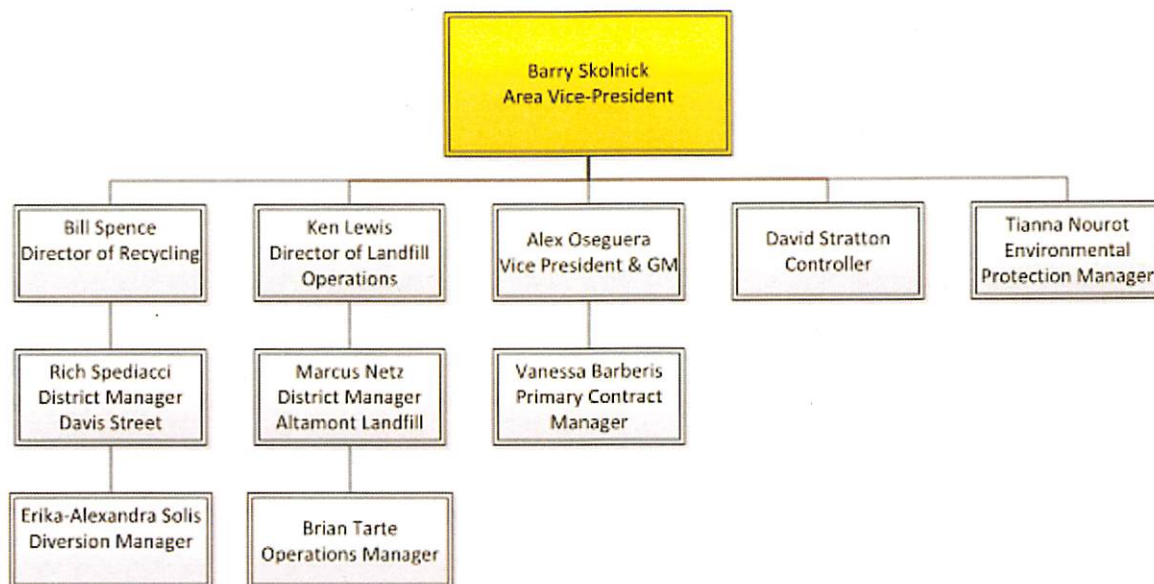 Barry Skolnick
Area Vice-President
Bill Spence
Director of Recycling
Ken Lewis
Director of Landfill
Operations
Alex Oseguera
Vice President & GM
David Stratton
Controller
Tianna Nourot
Environmental
Protection Manager
Rich Spediacci
District Manager
Davis Street
Marcus Netz
District Manager
Altamont Landfill
Vanessa Barberis
Primary Contract
Manager
Erika-Alexandra Solis
Diversion Manager
Brian Tarte
Operations Manager